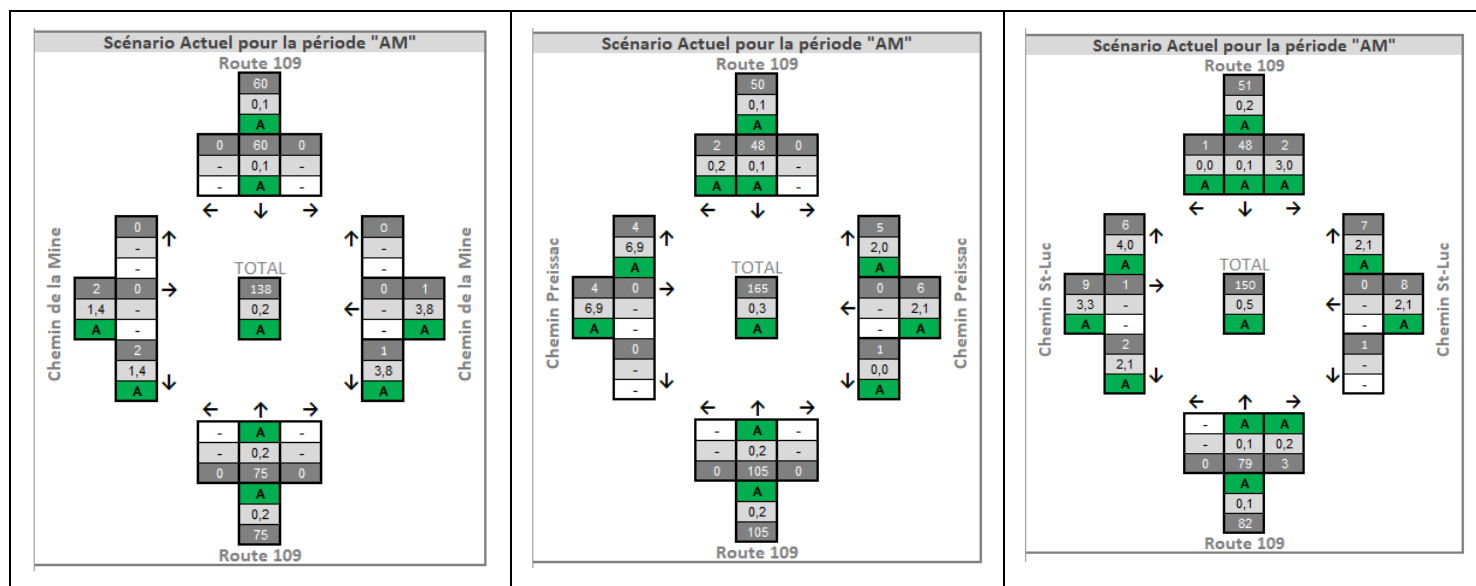 Scénario Actuel pour la période "AM"
Route 109
60
0,1
A
0 60 0
- 0,1 -
- A -
← ↓ →
Chemin de la Mine
0
-
-
↑
2 0 →
1,4 -
A -
2
1,4
A
↓
TOTAL
138
0,2
A
↑
0
-
-
← 0 1
- 3,8
- A
1
3,8
A
↓
Chemin de la Mine
← ↑ →
- A -
- 0,2 -
0 75 0
A
0,2
75
Route 109
Scénario Actuel pour la période "AM"
Route 109
50
0,1
A
2 48 0
0,2 0,1 -
A A -
← ↓ →
Chemin Preissac
4
6,9
A
↑
4 0 →
6,9 -
A -
0
-
-
↓
TOTAL
165
0,3
A
↑
5
2,0
A
← 0 6
- 2,1
- A
1
0,0
A
↓
Chemin Preissac
← ↑ →
- A -
- 0,2 -
0 105 0
A
0,2
105
Route 109
Scénario Actuel pour la période "AM"
Route 109
51
0,2
A
1 48 2
0,0 0,1 3,0
A A A
← ↓ →
Chemin St-Luc
6
4,0
A
↑
9 1 →
3,3 -
A -
2
2,1
A
↓
TOTAL
150
0,5
A
↑
7
2,1
A
← 0 8
- 2,1
- A
1
-
-
↓
Chemin St-Luc
← ↑ →
- A A
- 0,1 0,2
0 79 3
A
0,1
82
Route 109